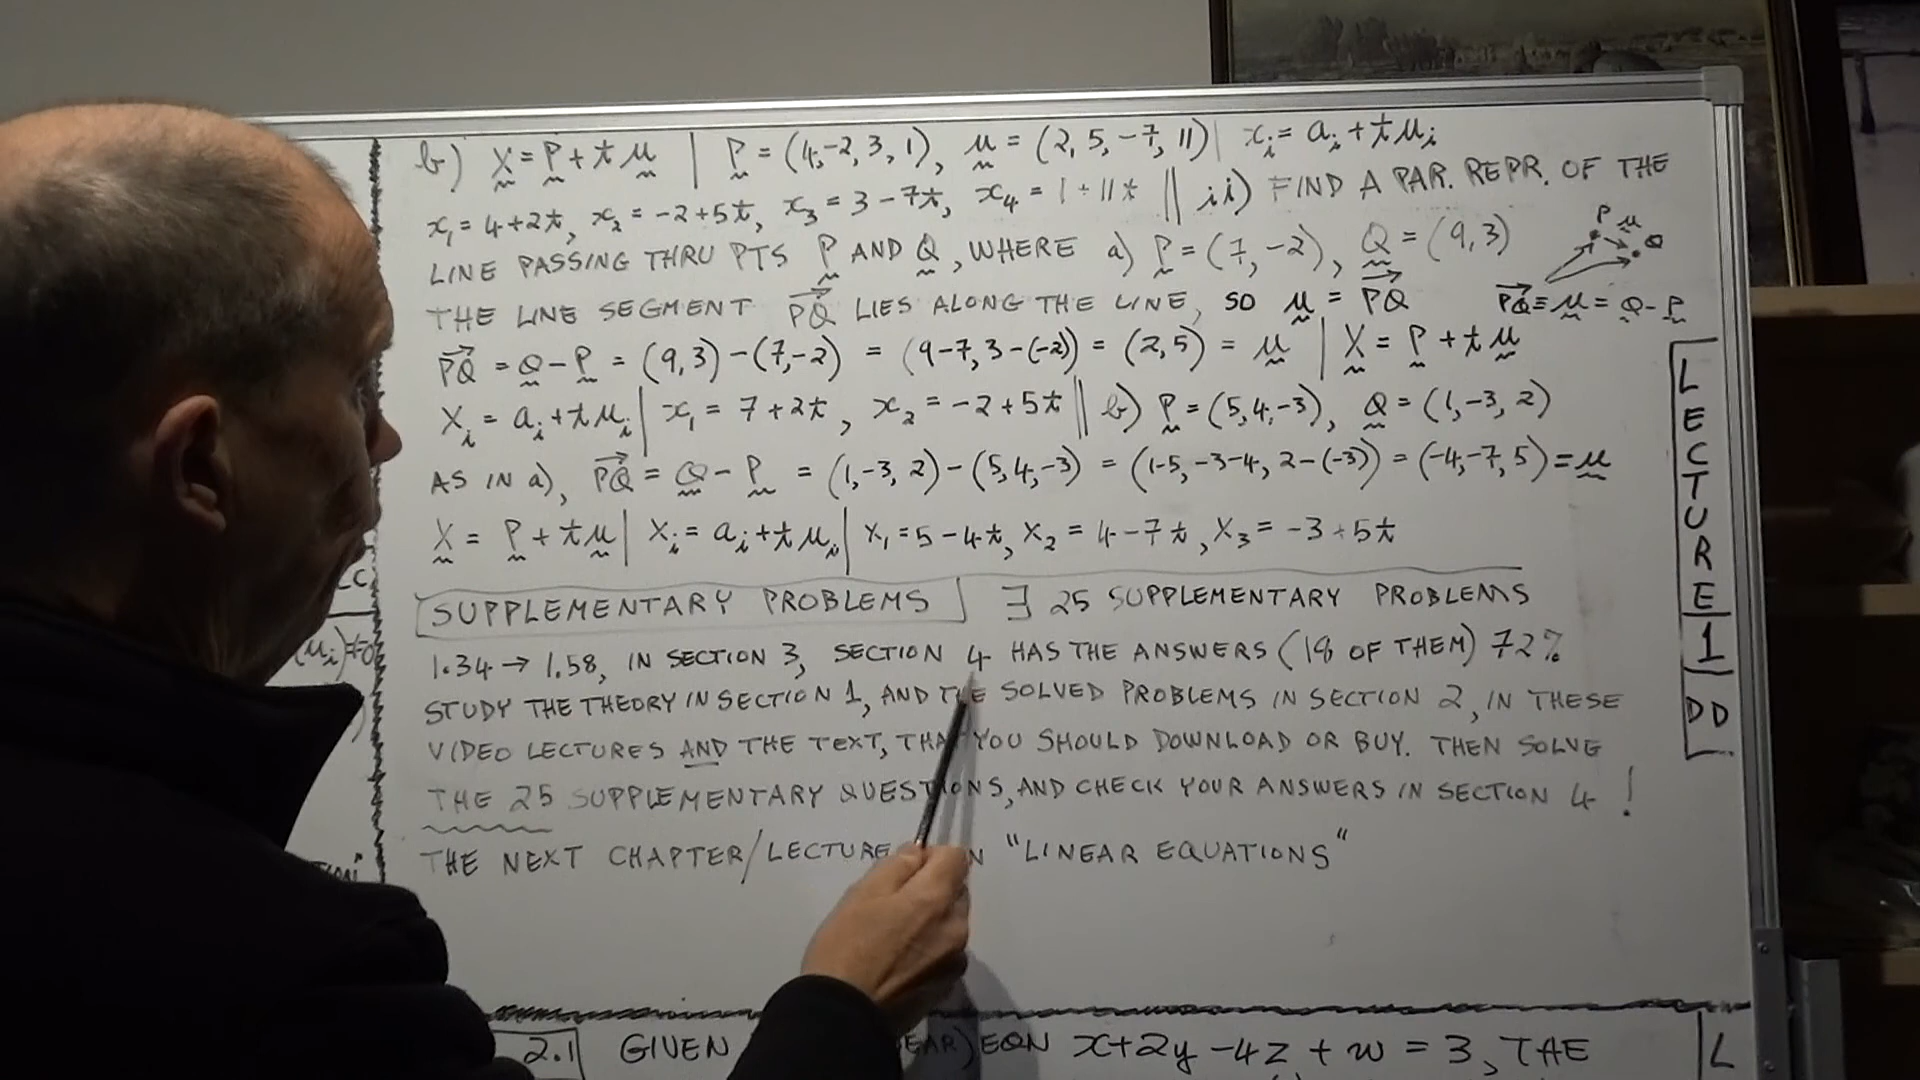 b) X = P + tu | P = (4,-2, 3, 1), u = (2, 5, -7, 11) | xᵢ = aᵢ + tuᵢ
x₁ = 4+2t, x₂ = -2+5t, x₃ = 3-7t, x₄ = 1+11t || ii) FIND A PAR. REPR. OF THE
LINE PASSING THRU PTS P AND Q, WHERE a) P = (7, -2), Q = (9, 3)
P u
Q
THE LINE SEGMENT PQ LIES ALONG THE LINE, SO u = PQ
PQ ≡ u = Q-P
PQ = Q-P = (9,3)-(7,-2) = (9-7, 3-(-2)) = (2,5) = u | X = P + tu
Xᵢ = aᵢ+tuᵢ | x₁ = 7+2t, x₂ = -2+5t || b) P = (5,4,-3), Q = (1,-3, 2)
AS IN a), PQ = Q-P = (1,-3, 2)-(5,4,-3) = (1-5,-3-4, 2-(-3)) = (-4,-7, 5) = u
X = P + tu | Xᵢ = aᵢ+tuᵢ | X₁ = 5-4t, X₂ = 4-7t, X₃ = -3+5t
SUPPLEMENTARY PROBLEMS ∃ 25 SUPPLEMENTARY PROBLEMS
1.34 → 1.58, IN SECTION 3, SECTION 4 HAS THE ANSWERS (18 OF THEM) 72%
STUDY THE THEORY IN SECTION 1, AND THE SOLVED PROBLEMS IN SECTION 2, IN THESE
VIDEO LECTURES AND THE TEXT, THAT YOU SHOULD DOWNLOAD OR BUY. THEN SOLVE
THE 25 SUPPLEMENTARY QUESTIONS, AND CHECK YOUR ANSWERS IN SECTION 4 !
THE NEXT CHAPTER/LECTURE "LINEAR EQUATIONS"
LECTURE 1
DD
2.1 GIVEN EQN x+2y-4z+w = 3, THE
L